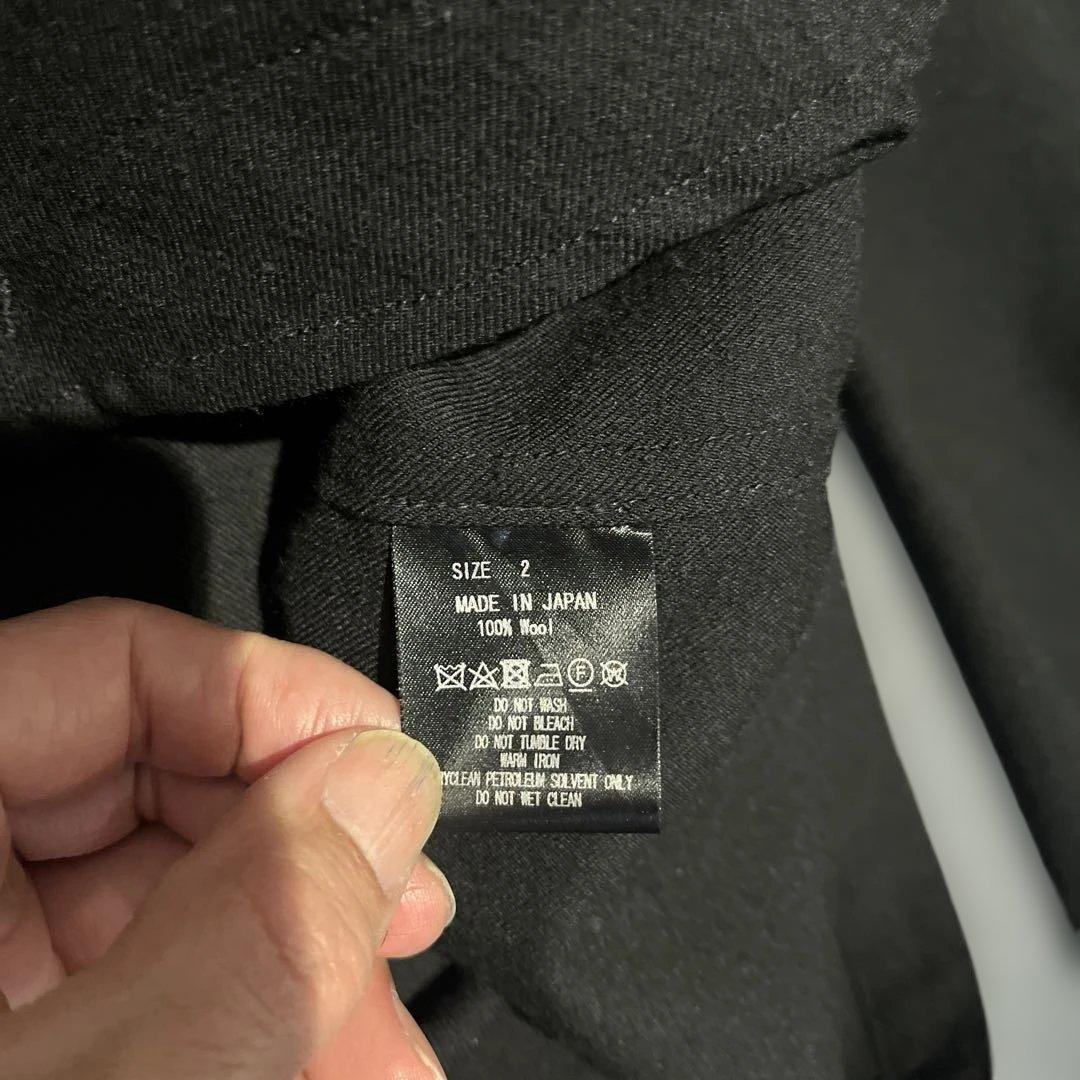 SIZE 2
MADE IN JAPAN
100% Wool
F W
DO NOT WASH
DO NOT BLEACH
DO NOT TUMBLE DRY
WARM IRON
RYCLEAN PETROLEUM SOLVENT ONLY
DO NOT WET CLEAN